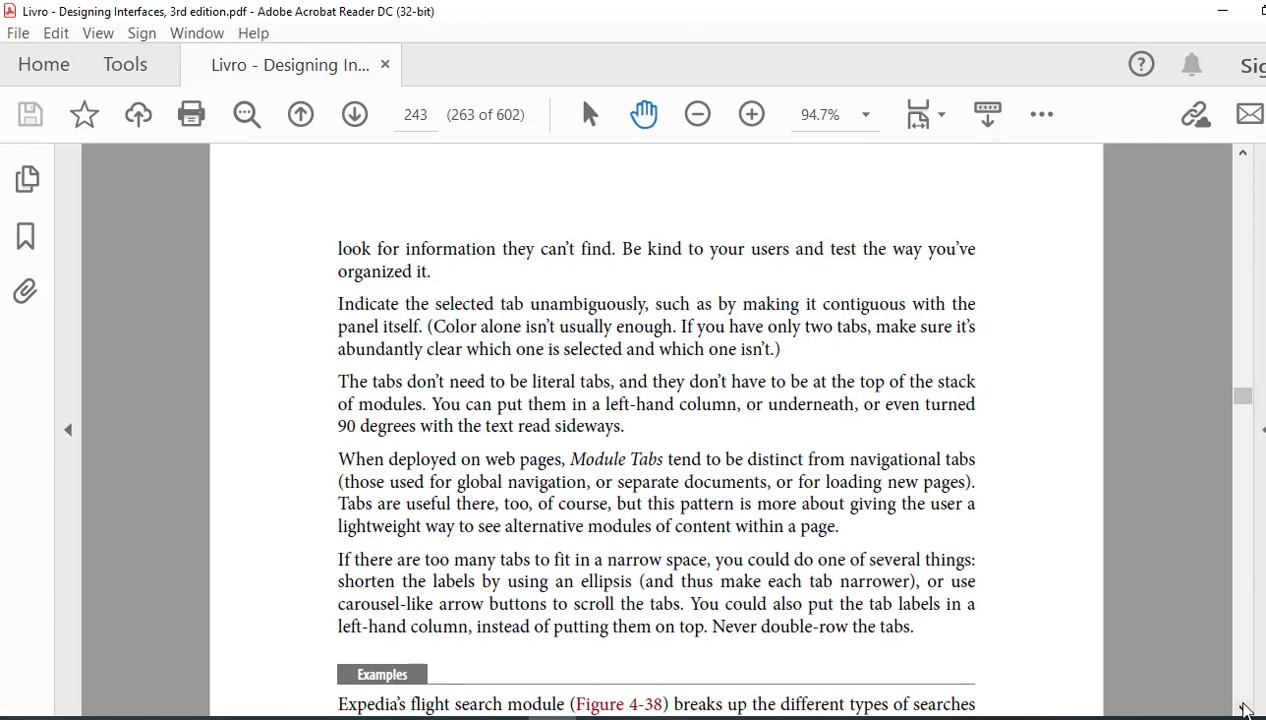 Livro - Designing Interfaces, 3rd edition.pdf - Adobe Acrobat Reader DC (32-bit)
File Edit View Sign Window Help
Home Tools Livro - Designing In... ×
243 (263 of 602) 94.7%
look for information they can't find. Be kind to your users and test the way you've
organized it.
Indicate the selected tab unambiguously, such as by making it contiguous with the
panel itself. (Color alone isn't usually enough. If you have only two tabs, make sure it's
abundantly clear which one is selected and which one isn't.)
The tabs don't need to be literal tabs, and they don't have to be at the top of the stack
of modules. You can put them in a left-hand column, or underneath, or even turned
90 degrees with the text read sideways.
When deployed on web pages, Module Tabs tend to be distinct from navigational tabs
(those used for global navigation, or separate documents, or for loading new pages).
Tabs are useful there, too, of course, but this pattern is more about giving the user a
lightweight way to see alternative modules of content within a page.
If there are too many tabs to fit in a narrow space, you could do one of several things:
shorten the labels by using an ellipsis (and thus make each tab narrower), or use
carousel-like arrow buttons to scroll the tabs. You could also put the tab labels in a
left-hand column, instead of putting them on top. Never double-row the tabs.
Examples
Expedia's flight search module (Figure 4-38) breaks up the different types of searches